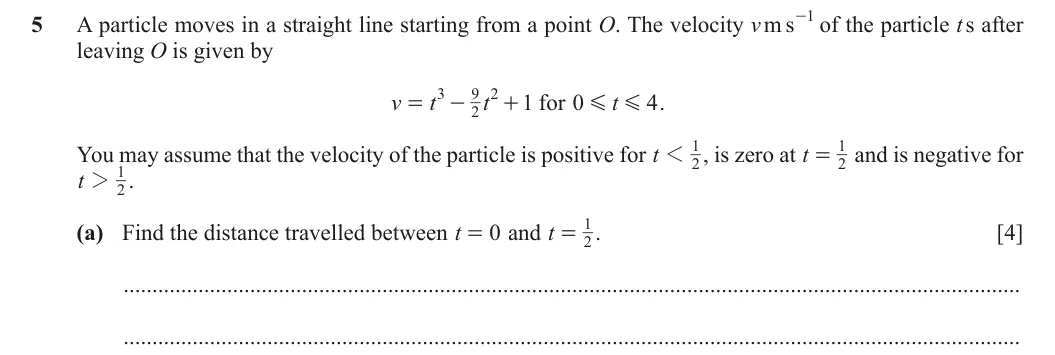 5 A particle moves in a straight line starting from a point O. The velocity v m s⁻¹ of the particle t s after
leaving O is given by
v = t³ − 9/2 t² + 1 for 0 ⩽ t ⩽ 4.
You may assume that the velocity of the particle is positive for t < 1/2, is zero at t = 1/2 and is negative for
t > 1/2.
(a) Find the distance travelled between t = 0 and t = 1/2. [4]